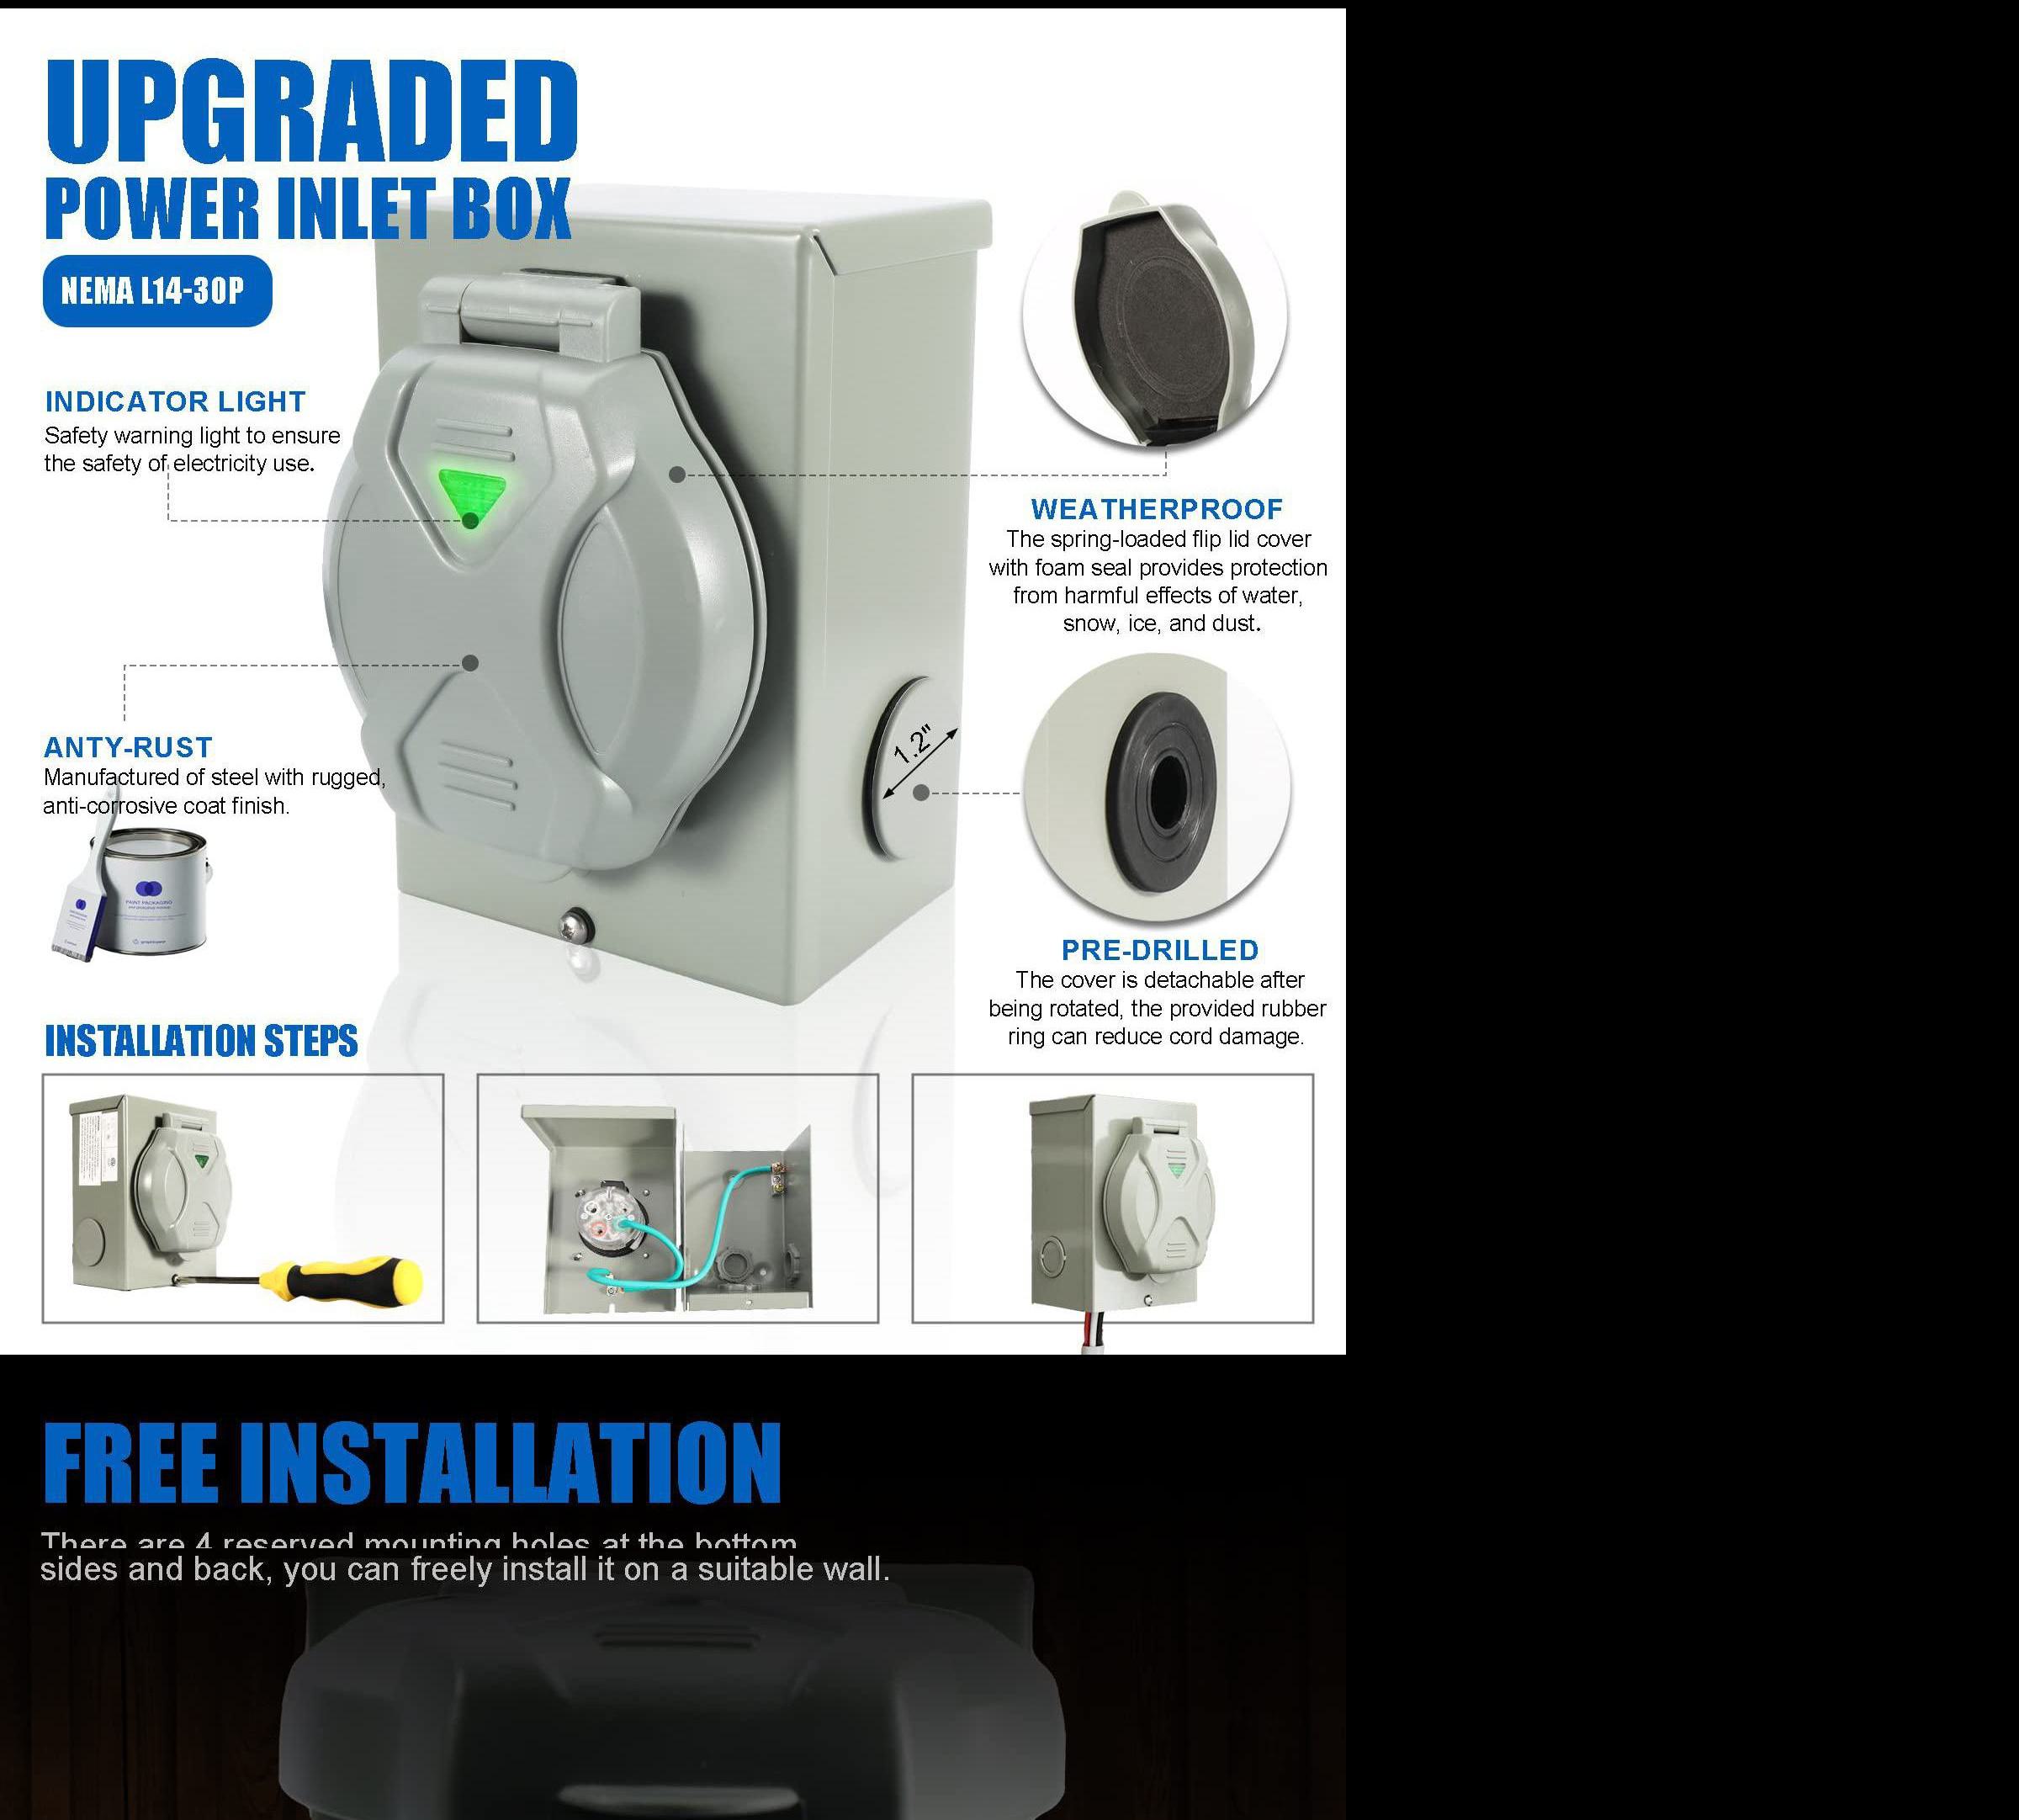 UPGRADED
POWER INLET BOX
NEMA L14-30P
INDICATOR LIGHT
Safety warning light to ensure
the safety of electricity use.
WEATHERPROOF
The spring-loaded flip lid cover
with foam seal provides protection
from harmful effects of water,
snow, ice, and dust.
1.2"
ANTY-RUST
Manufactured of steel with rugged,
anti-corrosive coat finish.
PAINT PACKAGING
PRE-DRILLED
The cover is detachable after
being rotated, the provided rubber
ring can reduce cord damage.
INSTALLATION STEPS
FREE INSTALLATION
There are 4 reserved mounting holes at the bottom
sides and back, you can freely install it on a suitable wall.